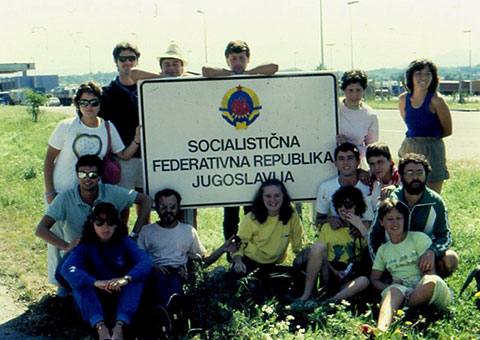 SOCIALISTIČNA
FEDERATIVNA REPUBLIKA
JUGOSLAVIJA